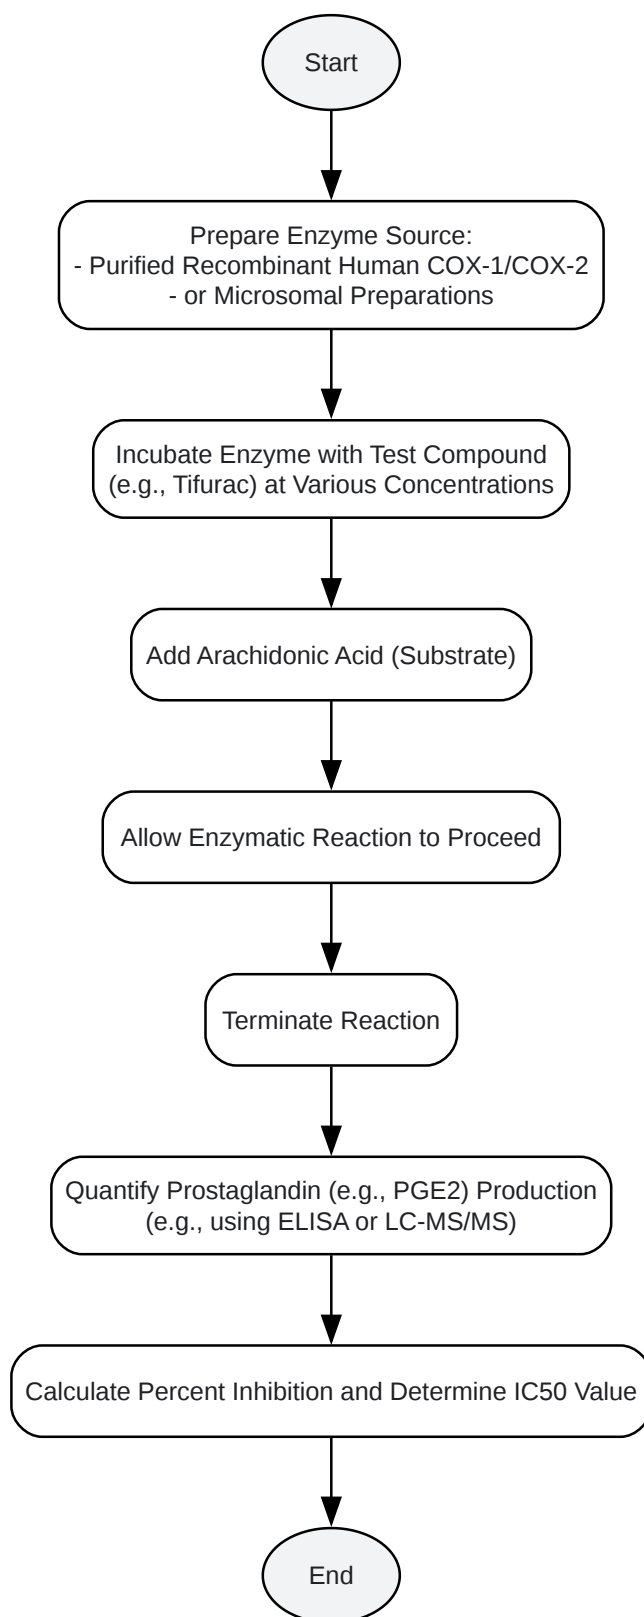 Start
Prepare Enzyme Source:
- Purified Recombinant Human COX-1/COX-2
- or Microsomal Preparations
Incubate Enzyme with Test Compound
(e.g., Tifurac) at Various Concentrations
Add Arachidonic Acid (Substrate)
Allow Enzymatic Reaction to Proceed
Terminate Reaction
Quantify Prostaglandin (e.g., PGE2) Production
(e.g., using ELISA or LC-MS/MS)
Calculate Percent Inhibition and Determine IC50 Value
End